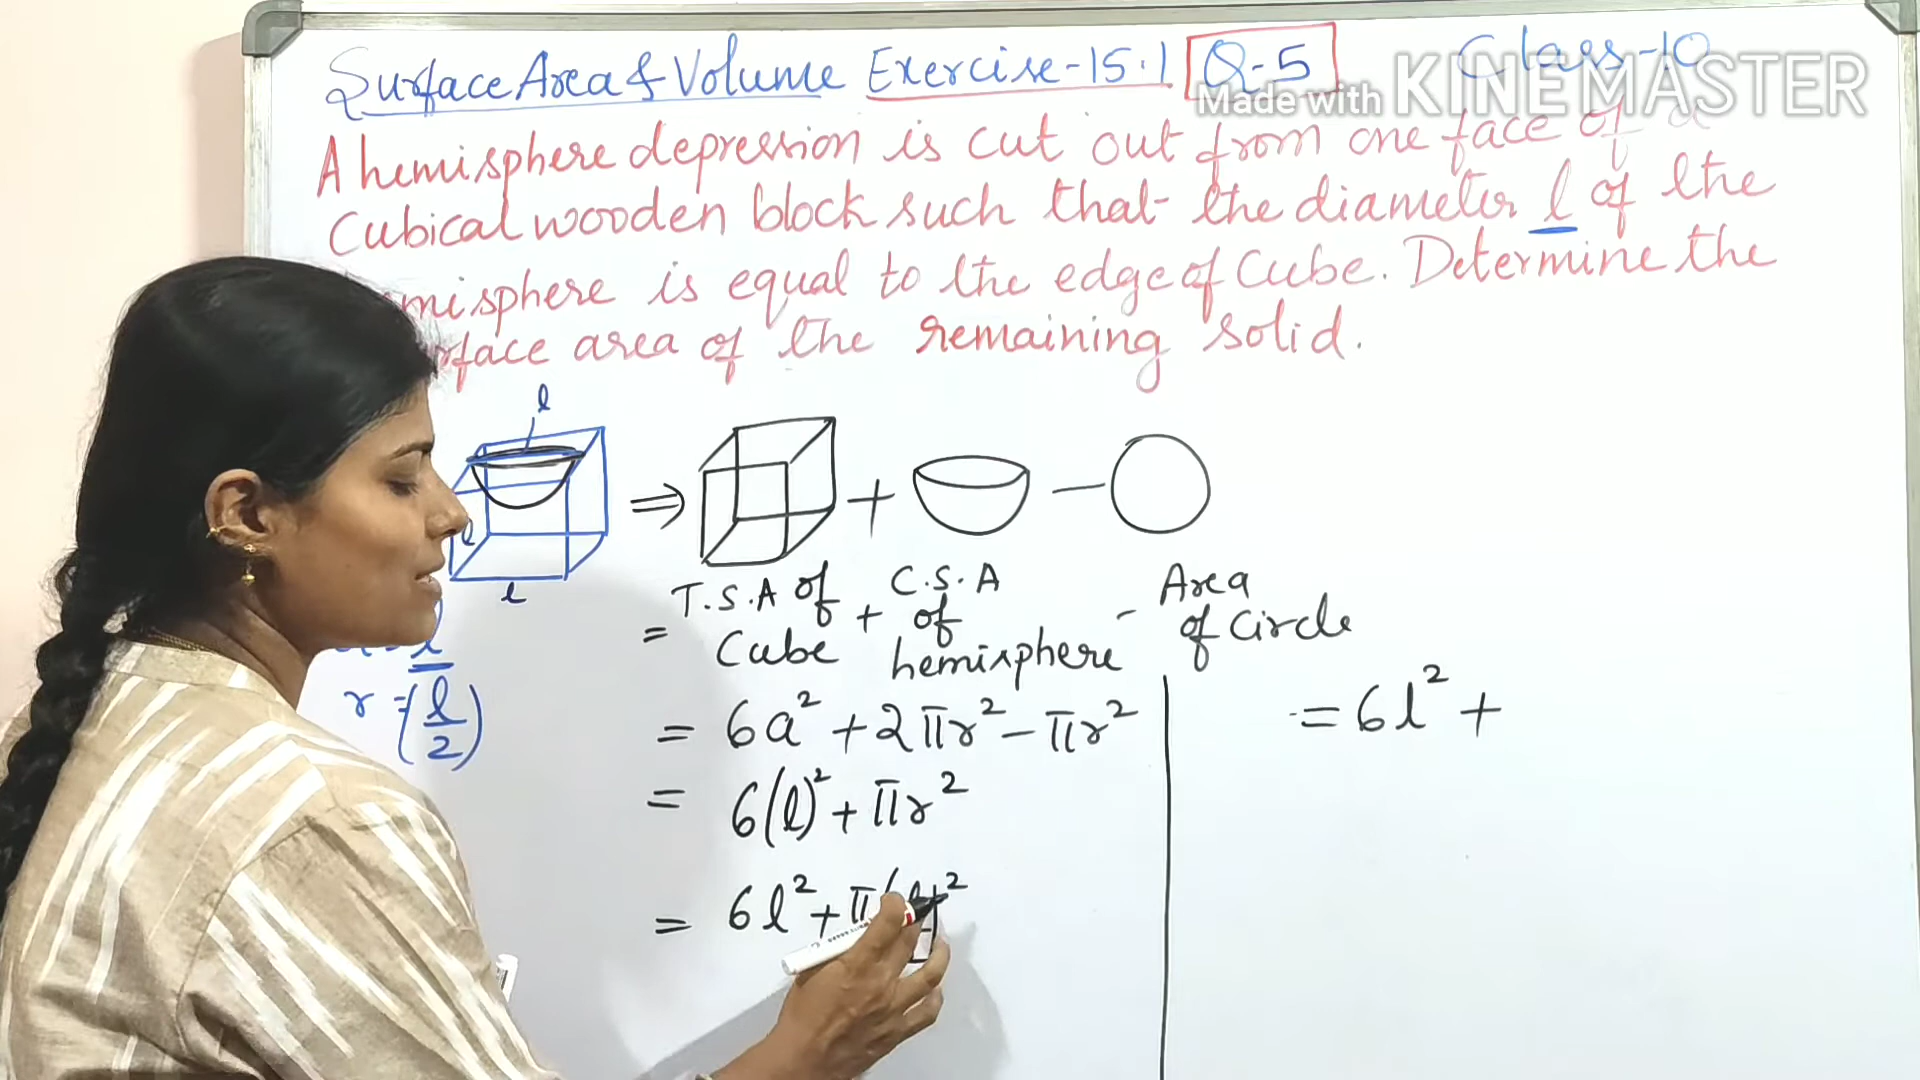 Surface Area & Volume Exercise-15.1 Q-5 Class-10
Made with KINEMASTER
A hemisphere depression is cut out from one face of a
Cubical wooden block such that the diameter l of the
misphere is equal to the edge of Cube. Determine the
rface area of the remaining solid.
l
⇒ + —
l
l
= T.S.A of Cube + C.S.A of hemisphere - Area of Circle
r = (l/2)
= 6a² + 2πr² - πr²
= 6(l)² + πr²
= 6l² + π
= 6l² +